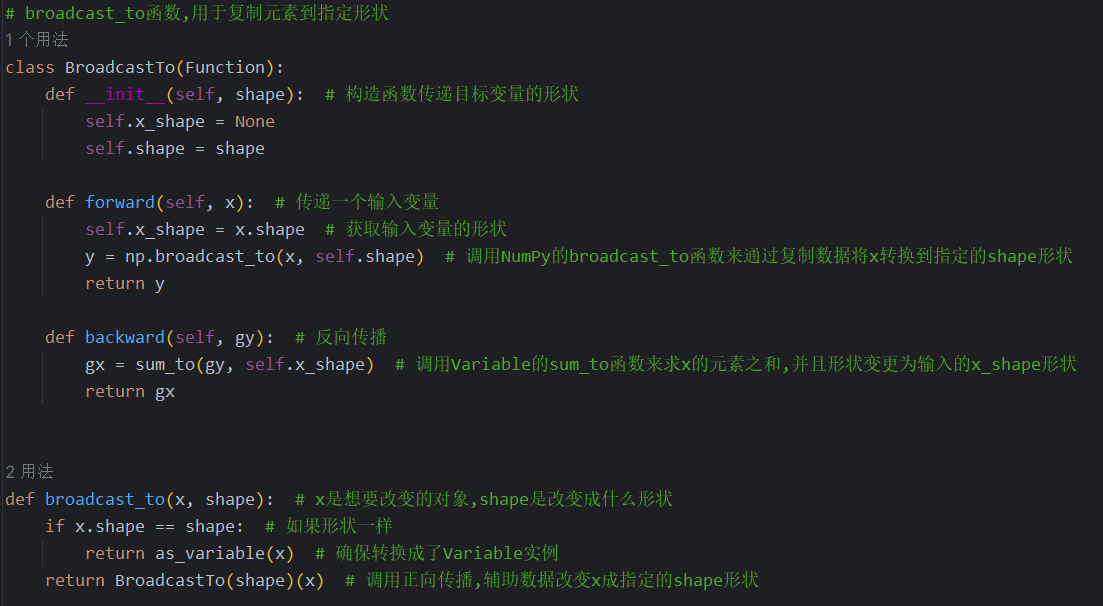 # broadcast_to函数,用于复制元素到指定形状
1 个用法
class BroadcastTo(Function):
    def __init__(self, shape):  # 构造函数传递目标变量的形状
        self.x_shape = None
        self.shape = shape
    def forward(self, x):  # 传递一个输入变量
        self.x_shape = x.shape  # 获取输入变量的形状
        y = np.broadcast_to(x, self.shape)  # 调用NumPy的broadcast_to函数来通过复制数据将x转换到指定的shape形状
        return y
    def backward(self, gy):  # 反向传播
        gx = sum_to(gy, self.x_shape)  # 调用Variable的sum_to函数来求x的元素之和,并且形状变更为输入的x_shape形状
        return gx
2 用法
def broadcast_to(x, shape):  # x是想要改变的对象,shape是改变成什么形状
    if x.shape == shape:  # 如果形状一样
        return as_variable(x)  # 确保转换成了Variable实例
    return BroadcastTo(shape)(x)  # 调用正向传播,辅助数据改变x成指定的shape形状